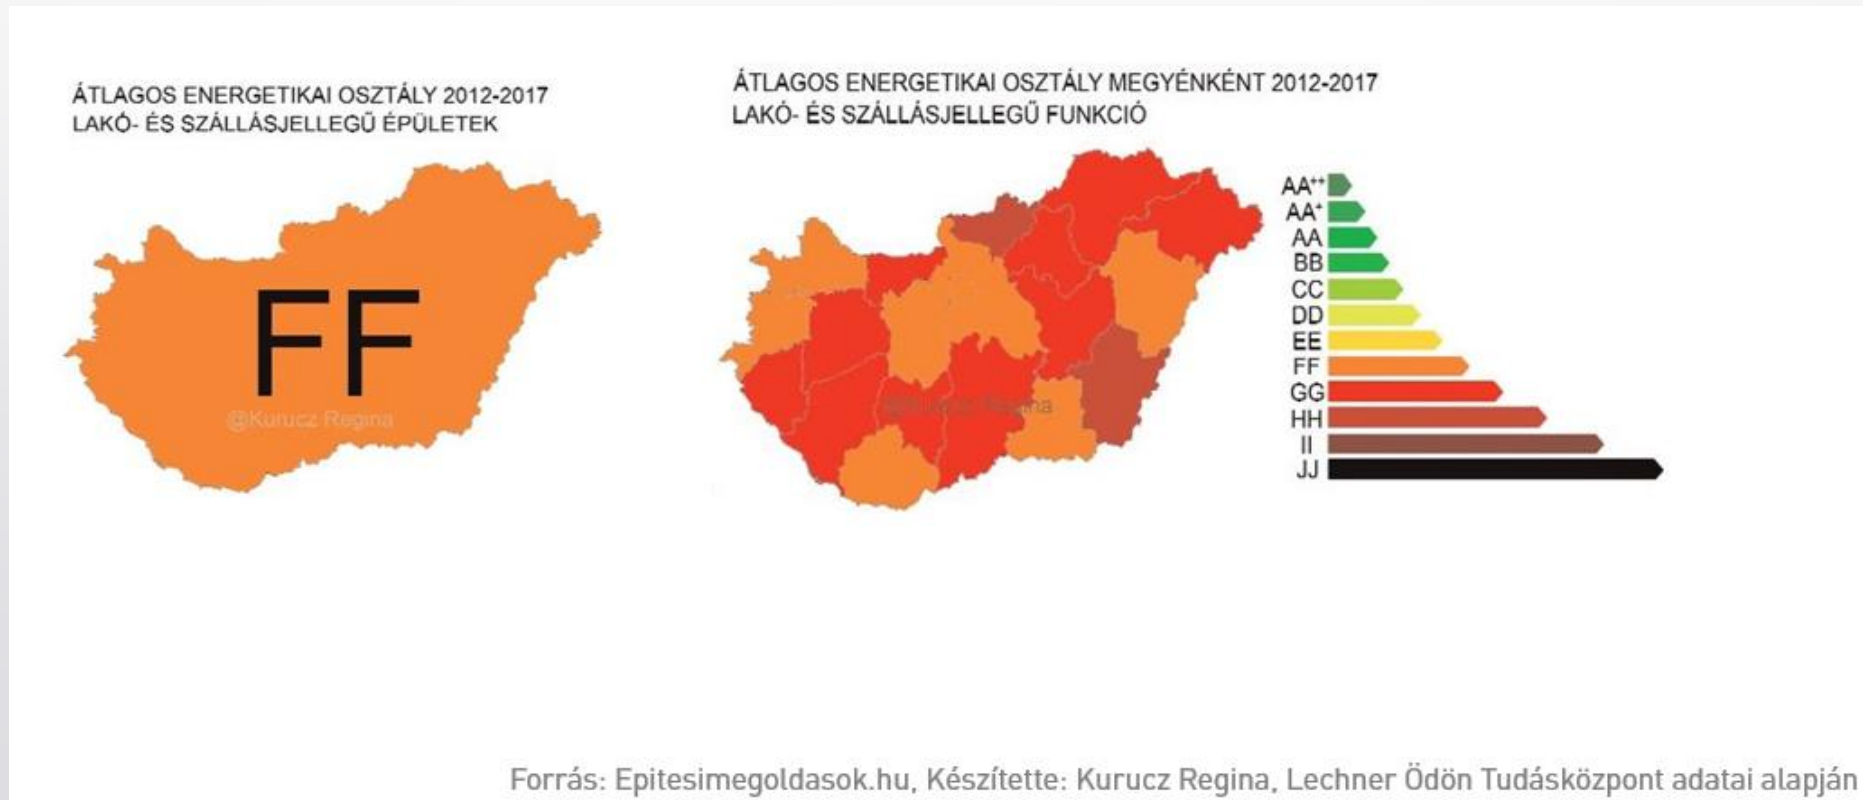 ÁTLAGOS ENERGETIKAI OSZTÁLY 2012-2017
LAKÓ- ÉS SZÁLLÁSJELLEGŰ ÉPÜLETEK
FF
@Kurucz Regina
ÁTLAGOS ENERGETIKAI OSZTÁLY MEGYÉNKÉNT 2012-2017
LAKÓ- ÉS SZÁLLÁSJELLEGŰ FUNKCIÓ
@Kurucz Regina
AA++
AA+
AA
BB
CC
DD
EE
FF
GG
HH
II
JJ
Forrás: Epitesimegoldasok.hu, Készítette: Kurucz Regina, Lechner Ödön Tudásközpont adatai alapján